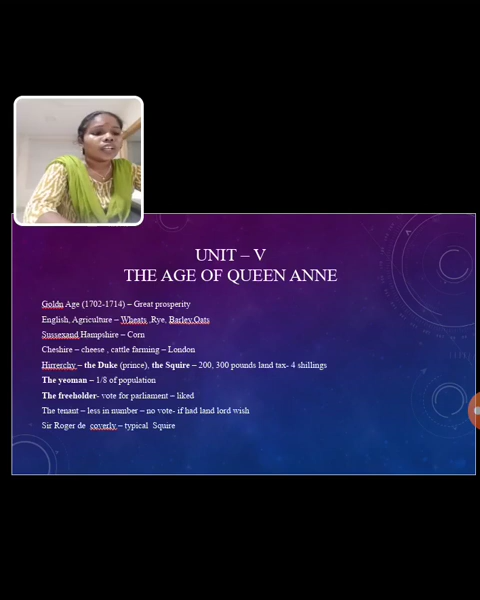 UNIT – V
THE AGE OF QUEEN ANNE
Goldn Age (1702-1714) – Great prosperity
English, Agriculture – Wheats ,Rye, Barley,Oats
Sussexand Hampshire – Corn
Cheshire – cheese , cattle farming – London
Hirrerchy – the Duke (prince), the Squire – 200, 300 pounds land tax- 4 shillings
The yeoman – 1/8 of population
The freeholder- vote for parliament – liked
The tenant – less in number – no vote- if had land lord wish
Sir Roger de coverly – typical Squire